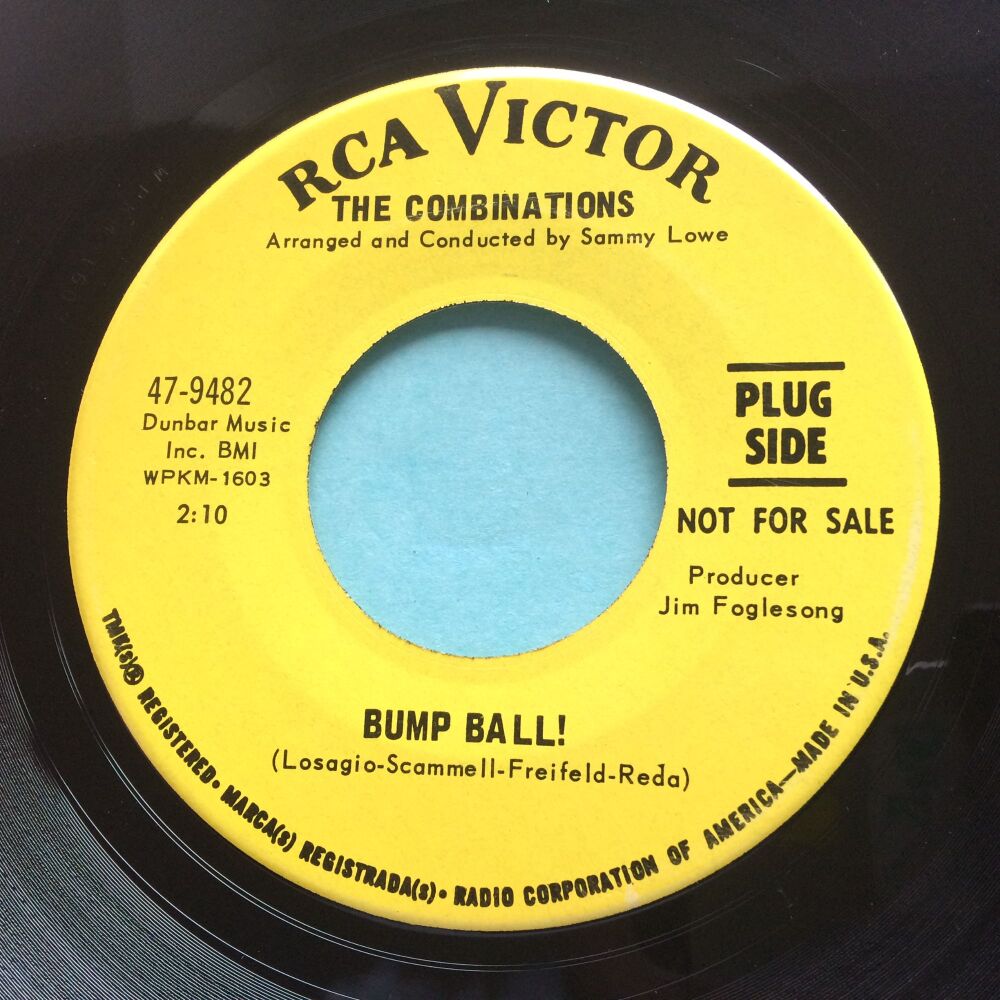 RCA VICTOR
THE COMBINATIONS
Arranged and Conducted by Sammy Lowe
47-9482
Dunbar Music
Inc. BMI
WPKM-1603
2:10
PLUG
SIDE
NOT FOR SALE
Producer
Jim Foglesong
BUMP BALL!
(Losagio-Scammell-Freifeld-Reda)
TMK(s)® REGISTERED • MARCA(s) REGISTRADA(s) • RADIO CORPORATION OF AMERICA—MADE IN U.S.A.